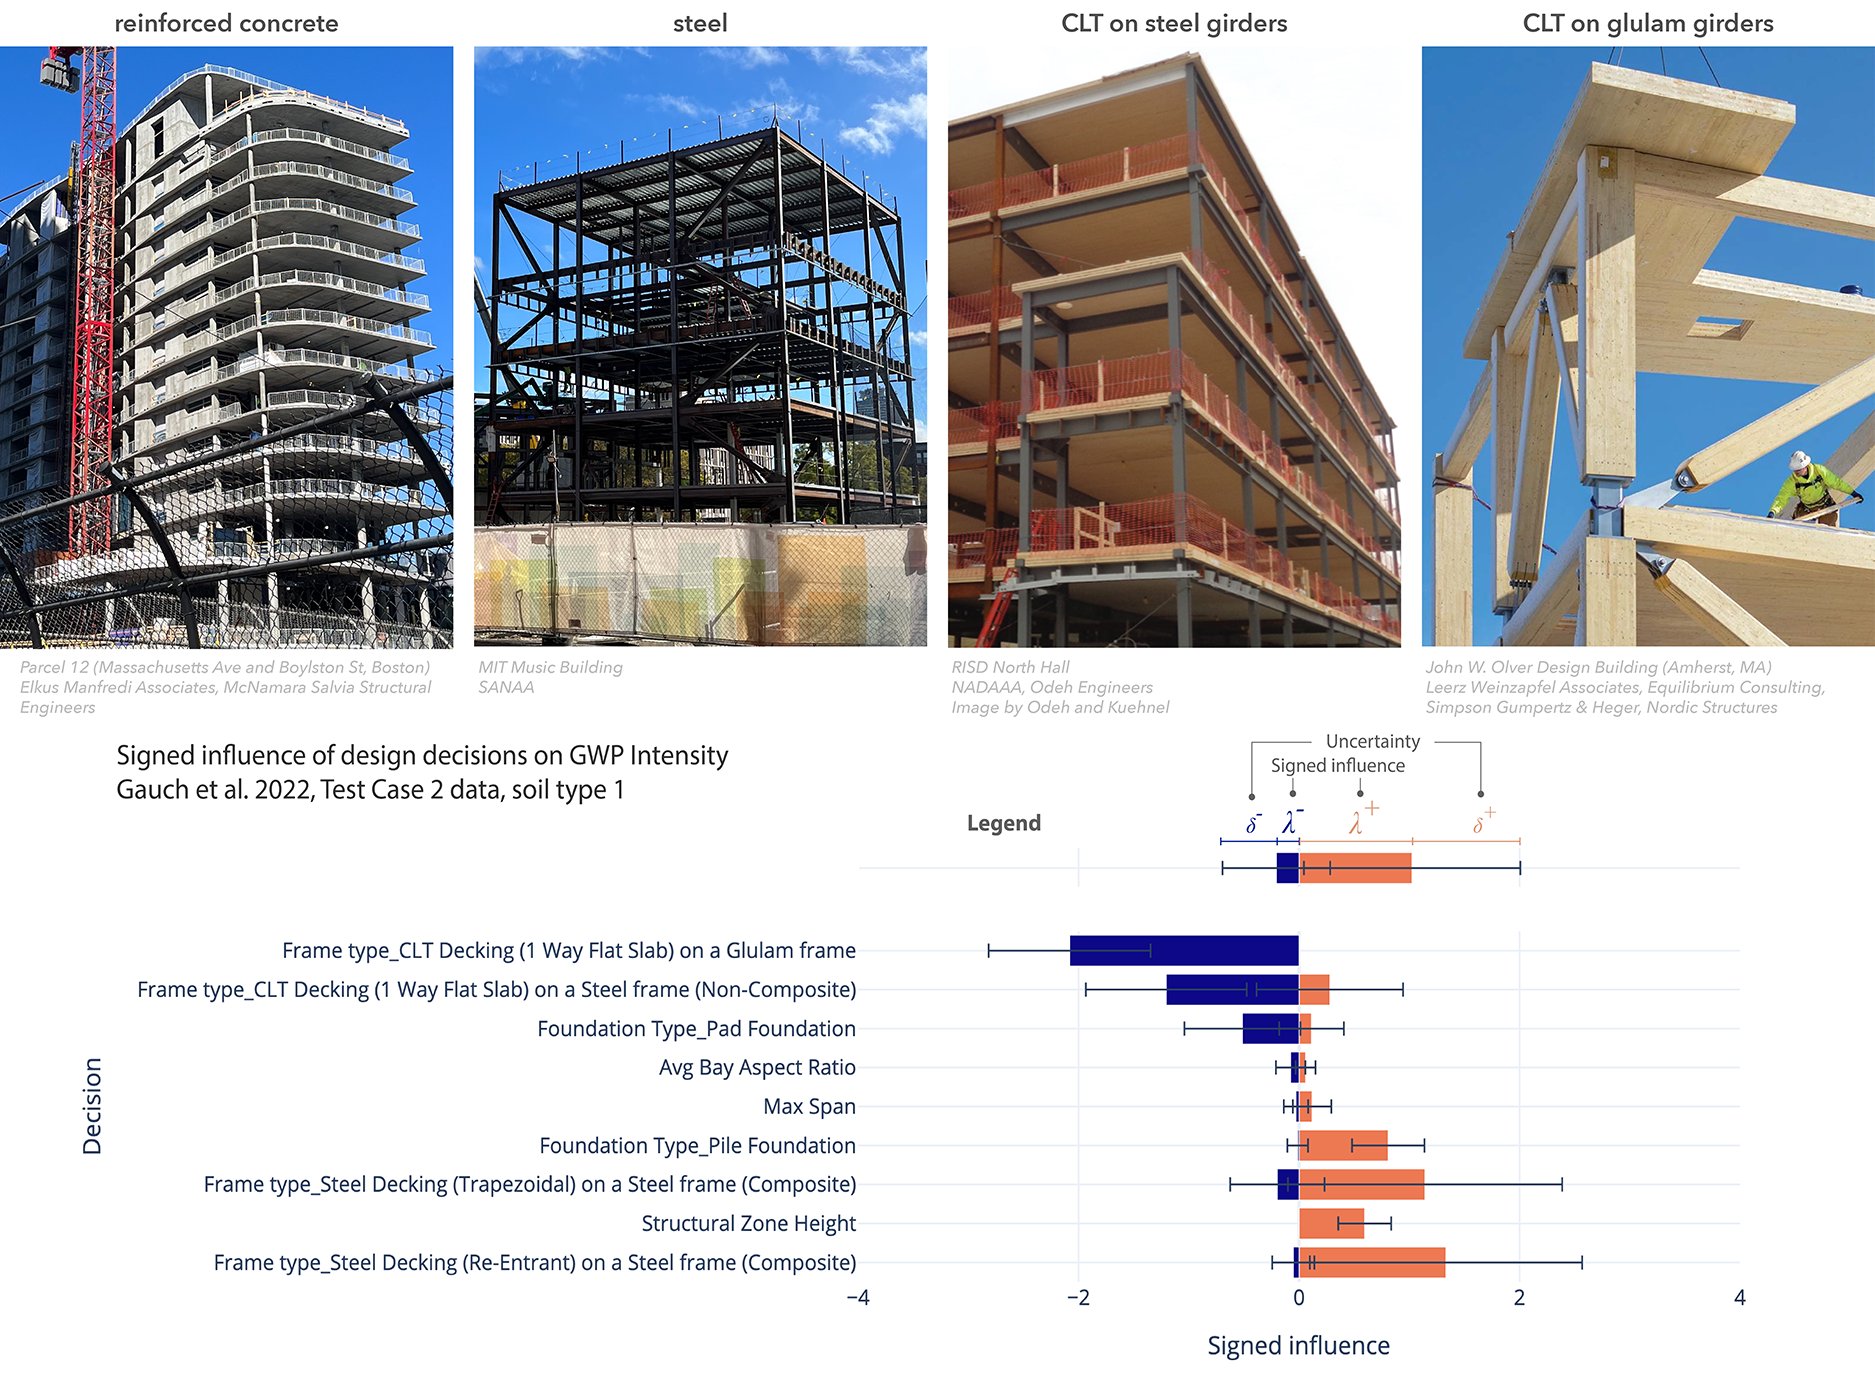 reinforced concrete
steel
CLT on steel girders
CLT on glulam girders
Parcel 12 (Massachusetts Ave and Boylston St, Boston)
Elkus Manfredi Associates, McNamara Salvia Structural
Engineers
MIT Music Building
SANAA
RISD North Hall
NADAAA, Odeh Engineers
Image by Odeh and Kuehnel
John W. Olver Design Building (Amherst, MA)
Leerz Weinzapfel Associates, Equilibrium Consulting,
Simpson Gumpertz & Heger, Nordic Structures
Signed influence of design decisions on GWP Intensity
Gauch et al. 2022, Test Case 2 data, soil type 1
Uncertainty
Signed influence
Legend
δ⁻ λ⁻ λ⁺ δ⁺
Decision
Frame type_CLT Decking (1 Way Flat Slab) on a Glulam frame
Frame type_CLT Decking (1 Way Flat Slab) on a Steel frame (Non-Composite)
Foundation Type_Pad Foundation
Avg Bay Aspect Ratio
Max Span
Foundation Type_Pile Foundation
Frame type_Steel Decking (Trapezoidal) on a Steel frame (Composite)
Structural Zone Height
Frame type_Steel Decking (Re-Entrant) on a Steel frame (Composite)
−4 −2 0 2 4
Signed influence